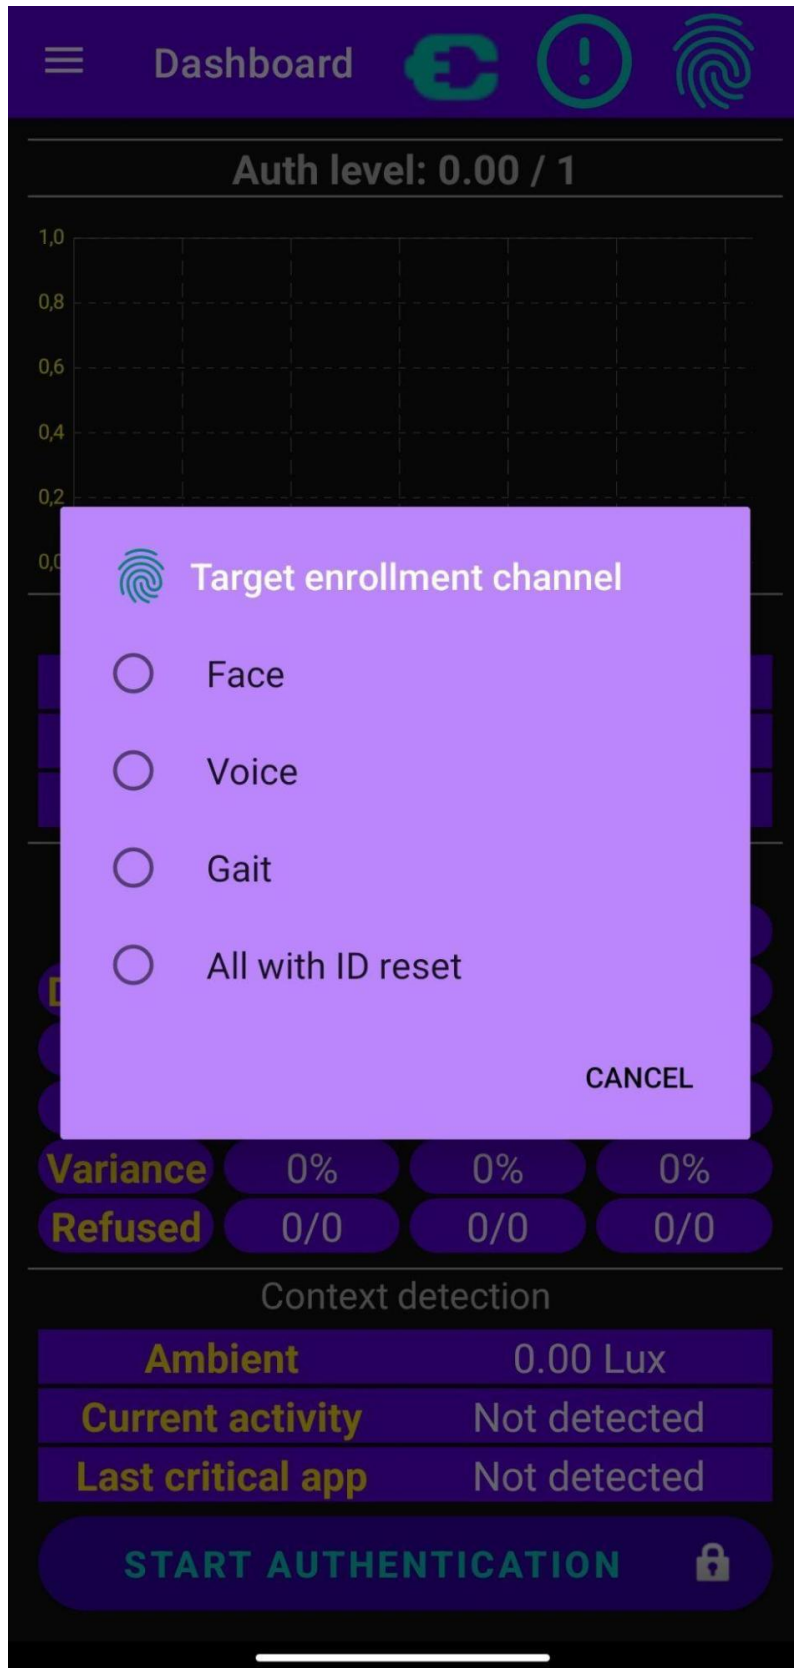 Dashboard
Auth level: 0.00 / 1
1,0
0,8
0,6
0,4
0,2
Target enrollment channel
Face
Voice
Gait
All with ID reset
CANCEL
Variance 0% 0% 0%
Refused 0/0 0/0 0/0
Context detection
Ambient 0.00 Lux
Current activity Not detected
Last critical app Not detected
START AUTHENTICATION